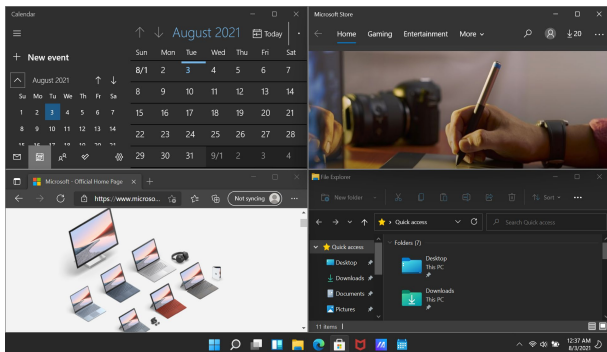 Calendar
August 2021
Today
New event
Sun Mon Tue Wed Thu Fri Sat
8/1 2 3 4 5 6 7
8 9 10 11 12 13 14
15 16 17 18 19 20 21
22 23 24 25 26 27 28
29 30 31 9/1 2 3 4
August 2021
Su Mo Tu We Th Fr Sa
1 2 3 4 5 6 7
8 9 10 11 12 13 14
15 16 17 18 19 20 21
Microsoft Store
Home Gaming Entertainment More
20
Microsoft - Official Home Page
https://www.microso...
Not syncing
File Explorer
New folder
Sort
Quick access
Search Quick access
Quick access
Desktop
Downloads
Documents
Pictures
Folders (7)
Desktop
This PC
Downloads
This PC
11 items
12:37 AM
8/3/2021